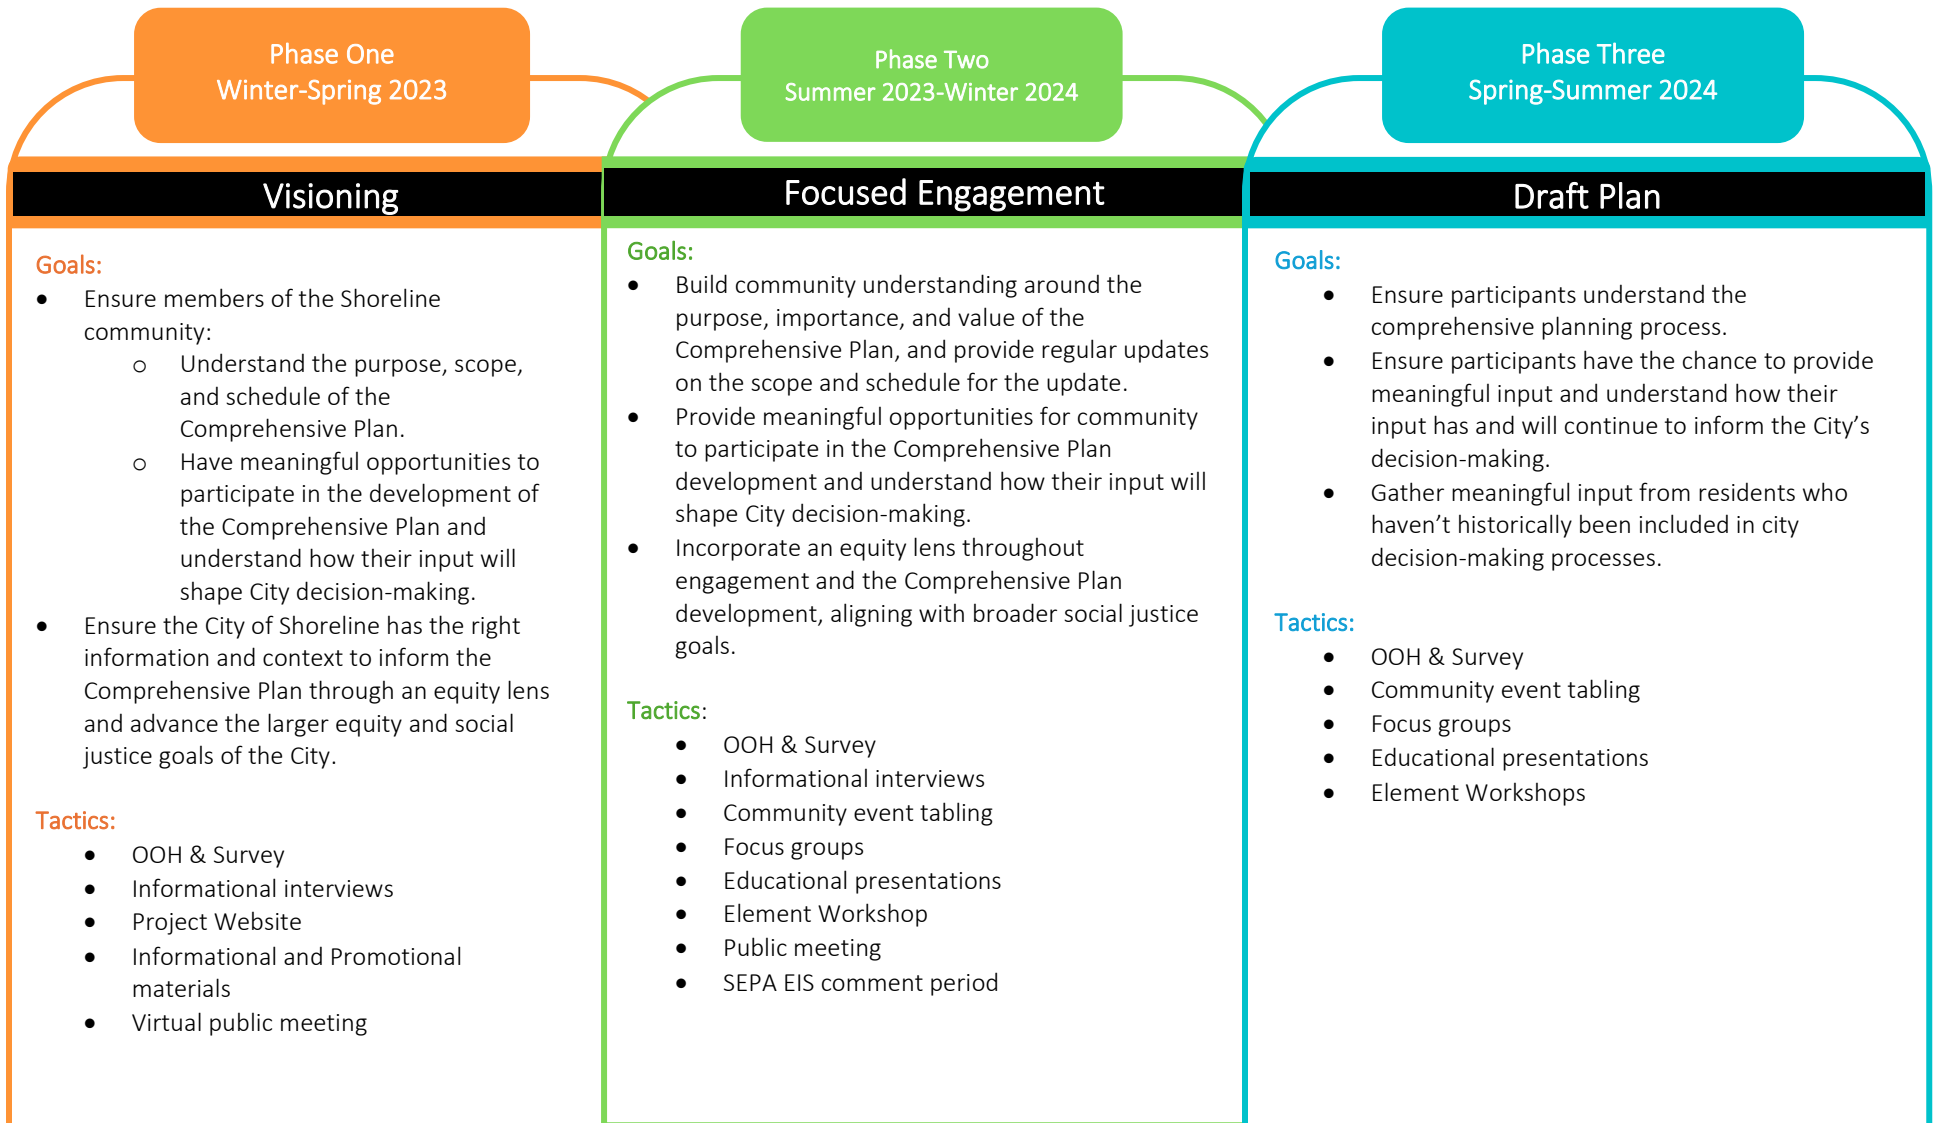 Phase One
Winter-Spring 2023
Visioning
Goals:
• Ensure members of the Shoreline
community:
o Understand the purpose, scope,
and schedule of the
Comprehensive Plan.
o Have meaningful opportunities to
participate in the development of
the Comprehensive Plan and
understand how their input will
shape City decision-making.
• Ensure the City of Shoreline has the right
information and context to inform the
Comprehensive Plan through an equity lens
and advance the larger equity and social
justice goals of the City.
Tactics:
• OOH & Survey
• Informational interviews
• Project Website
• Informational and Promotional
materials
• Virtual public meeting
Phase Two
Summer 2023-Winter 2024
Focused Engagement
Goals:
• Build community understanding around the
purpose, importance, and value of the
Comprehensive Plan, and provide regular updates
on the scope and schedule for the update.
• Provide meaningful opportunities for community
to participate in the Comprehensive Plan
development and understand how their input will
shape City decision-making.
• Incorporate an equity lens throughout
engagement and the Comprehensive Plan
development, aligning with broader social justice
goals.
Tactics:
• OOH & Survey
• Informational interviews
• Community event tabling
• Focus groups
• Educational presentations
• Element Workshop
• Public meeting
• SEPA EIS comment period
Phase Three
Spring-Summer 2024
Draft Plan
Goals:
• Ensure participants understand the
comprehensive planning process.
• Ensure participants have the chance to provide
meaningful input and understand how their
input has and will continue to inform the City’s
decision-making.
• Gather meaningful input from residents who
haven’t historically been included in city
decision-making processes.
Tactics:
• OOH & Survey
• Community event tabling
• Focus groups
• Educational presentations
• Element Workshops